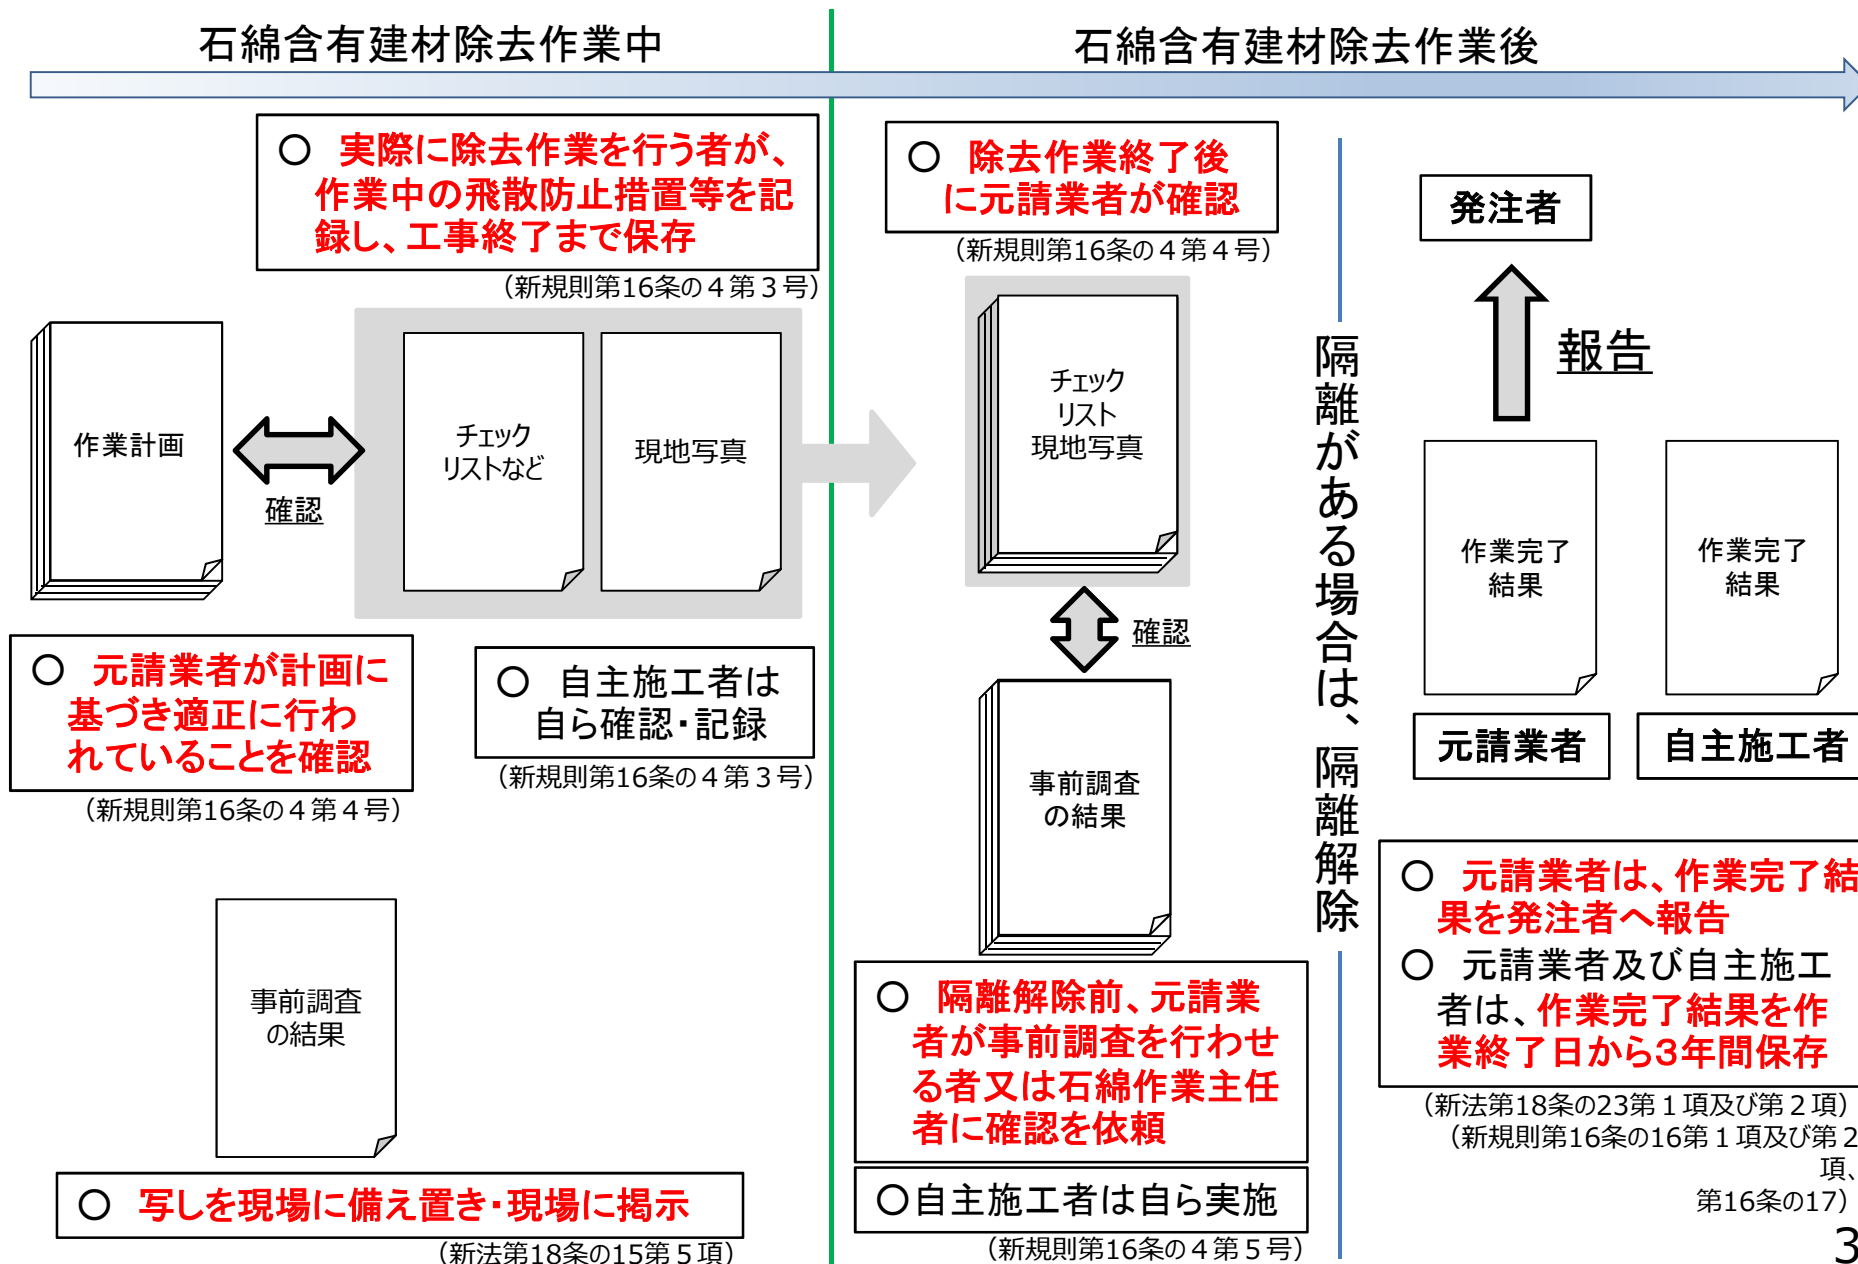 石綿含有建材除去作業中
石綿含有建材除去作業後
○ 実際に除去作業を行う者が、
作業中の飛散防止措置等を記
録し、工事終了まで保存
（新規則第16条の４第３号）
作業計画
確認
チェック
リストなど
現地写真
○ 元請業者が計画に
基づき適正に行わ
れていることを確認
（新規則第16条の４第４号）
○ 自主施工者は
自ら確認・記録
（新規則第16条の４第３号）
事前調査
の結果
○ 写しを現場に備え置き・現場に掲示
（新法第18条の15第５項）
○ 除去作業終了後
に元請業者が確認
（新規則第16条の４第４号）
チェック
リスト
現地写真
確認
事前調査
の結果
○ 隔離解除前、元請業
者が事前調査を行わせ
る者又は石綿作業主任
者に確認を依頼
○自主施工者は自ら実施
（新規則第16条の４第５号）
隔離がある場合は、隔離解除
発注者
報告
作業完了
結果
作業完了
結果
元請業者
自主施工者
○ 元請業者は、作業完了結
果を発注者へ報告
○ 元請業者及び自主施工
者は、作業完了結果を作
業終了日から３年間保存
（新法第18条の23第１項及び第２項）
（新規則第16条の16第１項及び第２
項、
第16条の17）
3